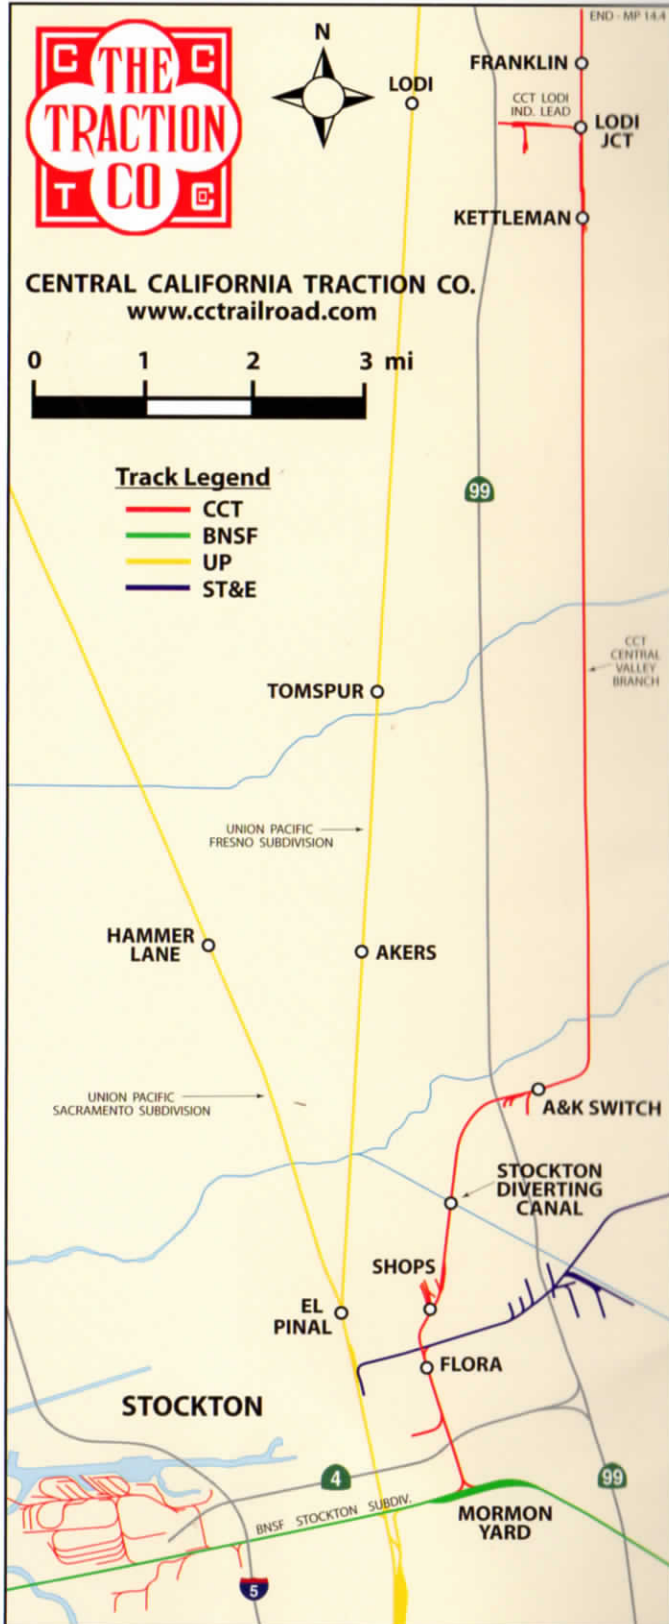 END - MP 14.4
C C
THE
TRACTION
CO
T C
N
LODI
FRANKLIN
CCT LODI
IND. LEAD
LODI
JCT
KETTLEMAN
CENTRAL CALIFORNIA TRACTION CO.
www.cctrailroad.com
0 1 2 3 mi
Track Legend
CCT
BNSF
UP
ST&E
99
CCT
CENTRAL
VALLEY
BRANCH
TOMSPUR
UNION PACIFIC
FRESNO SUBDIVISION
HAMMER
LANE
AKERS
UNION PACIFIC
SACRAMENTO SUBDIVISION
A&K SWITCH
STOCKTON
DIVERTING
CANAL
SHOPS
EL
PINAL
FLORA
STOCKTON
4
99
BNSF STOCKTON SUBDIV.
MORMON
YARD
5